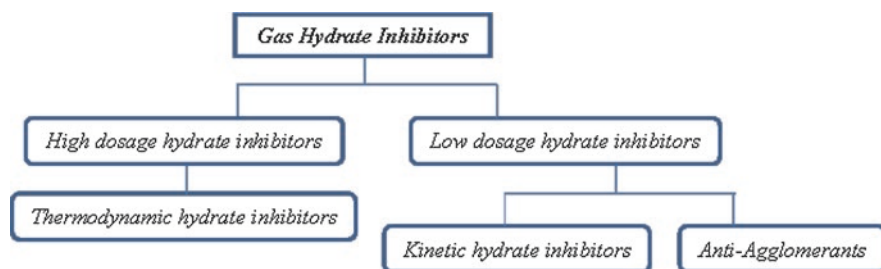 Gas Hydrate Inhibitors
High dosage hydrate inhibitors
Low dosage hydrate inhibitors
Thermodynamic hydrate inhibitors
Kinetic hydrate inhibitors
Anti-Agglomerants